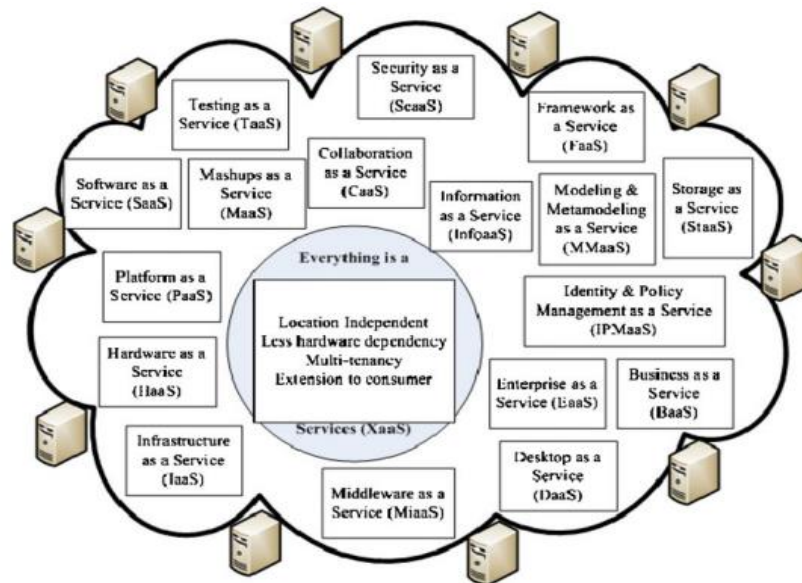 Security as a
Service
(SeaaS)
Testing as a
Service (TaaS)
Framework as
a Service
(FaaS)
Collaboration
as a Service
(CaaS)
Mashups as a
Service
(MaaS)
Software as a
Service (SaaS)
Information
as a Service
(InfoaaS)
Modeling &
Metamodeling
as a Service
(MMaaS)
Storage as
a Service
(StaaS)
Platform as a
Service (PaaS)
Everything is a
Location Independent
Less hardware dependency
Multi-tenancy
Extension to consumer
Services (XaaS)
Identity & Policy
Management as a Service
(IPMaaS)
Hardware as a
Service
(HaaS)
Enterprise as a
Service (EaaS)
Business as a
Service
(BaaS)
Infrastructure
as a Service
(IaaS)
Middleware as a
Service (MiaaS)
Desktop as a
Service
(DaaS)